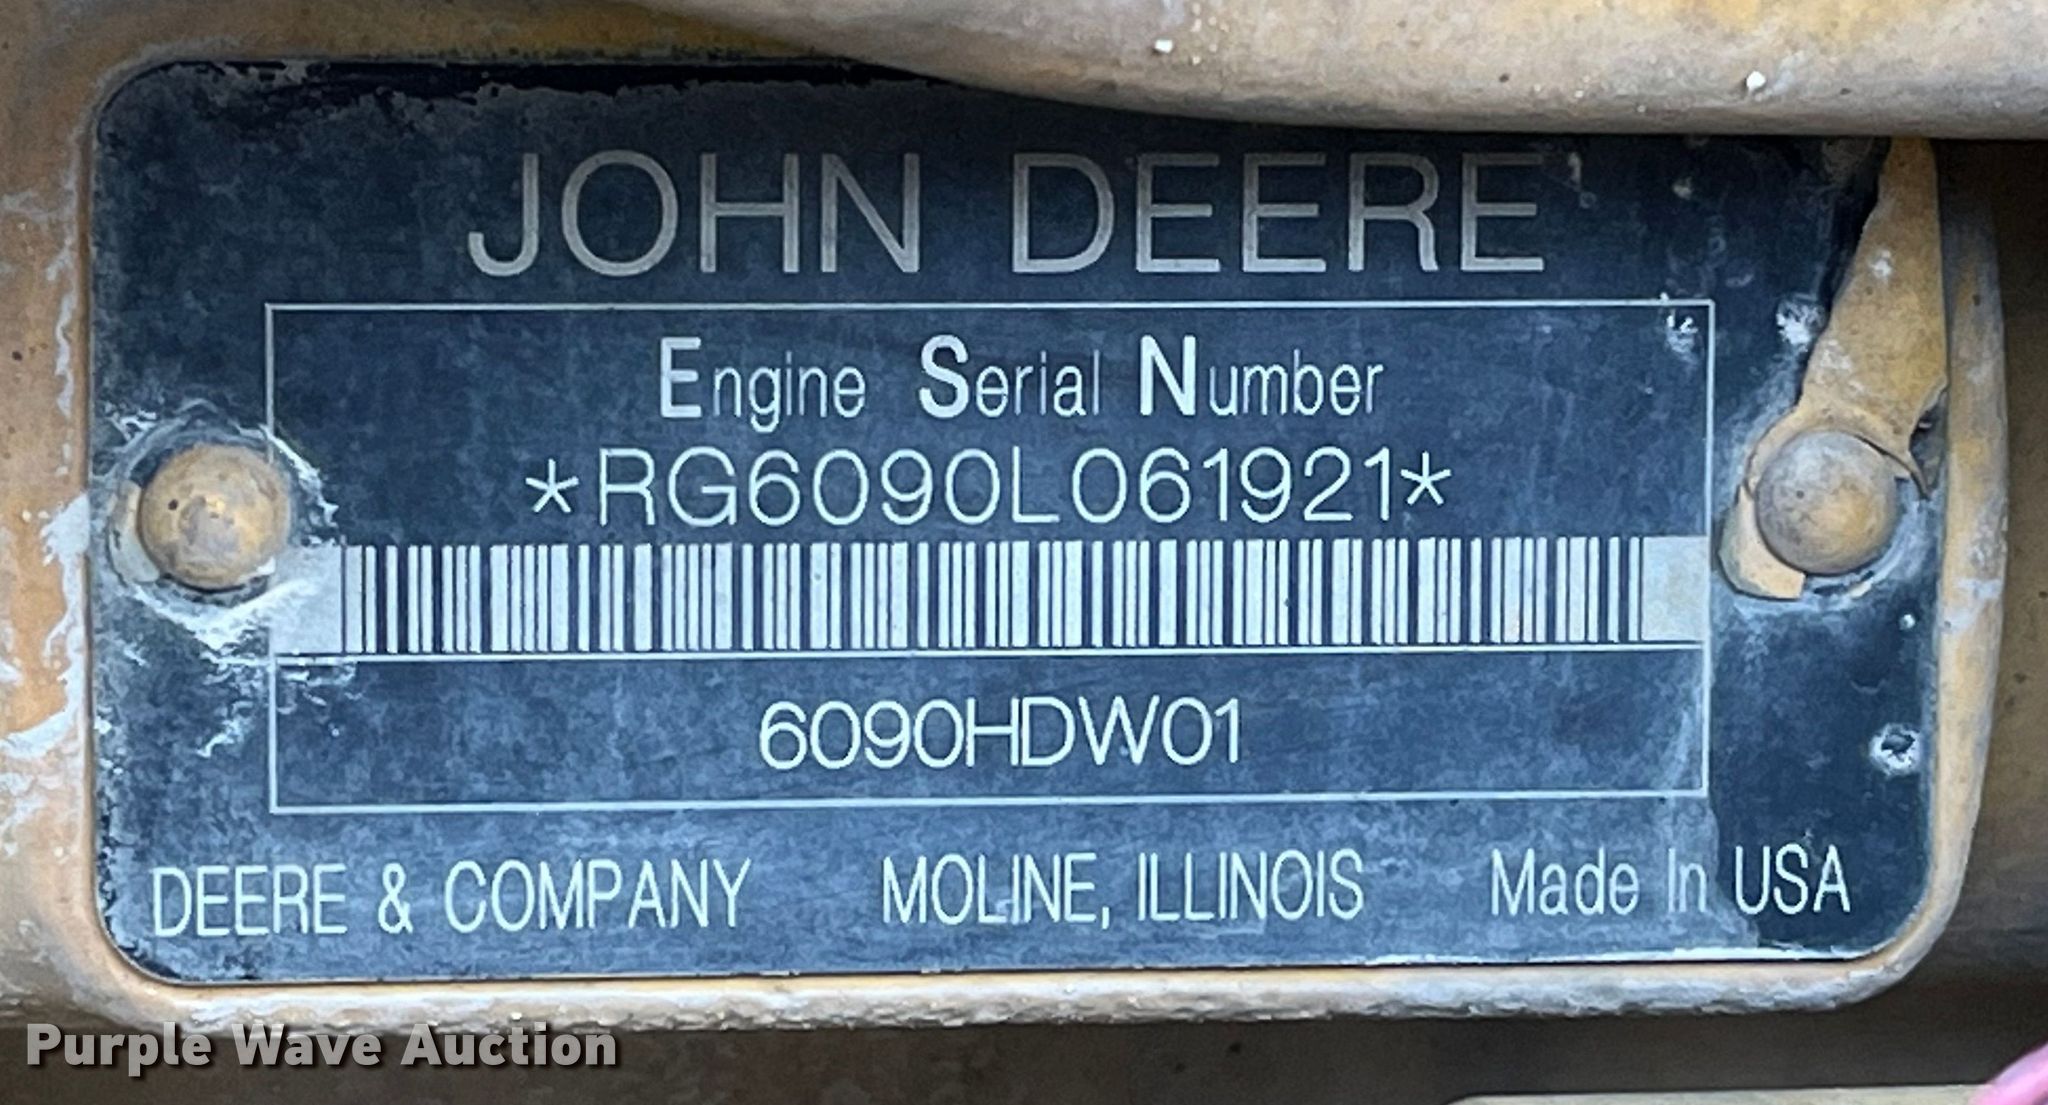 JOHN DEERE
Engine Serial Number
*RG6090L061921*
6090HDW01
DEERE & COMPANY MOLINE, ILLINOIS Made In USA
Purple Wave Auction